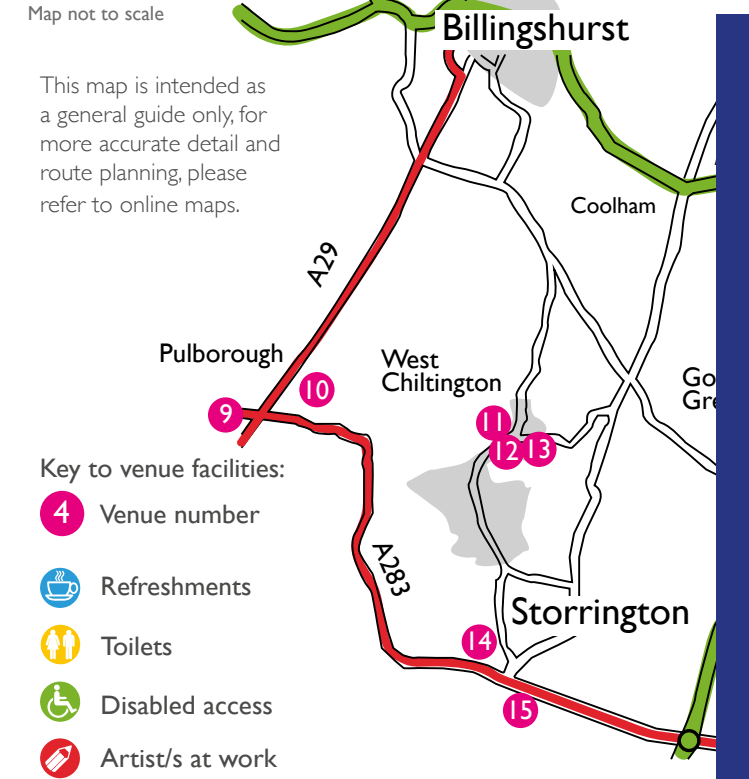 Map not to scale
Billingshurst
This map is intended as
a general guide only, for
more accurate detail and
route planning, please
refer to online maps.
Coolham
A29
Pulborough
West
Chiltington
10
9
11
12
13
Key to venue facilities:
4 Venue number
Refreshments
A283
Storrington
Toilets
14
Disabled access
15
Artist/s at work